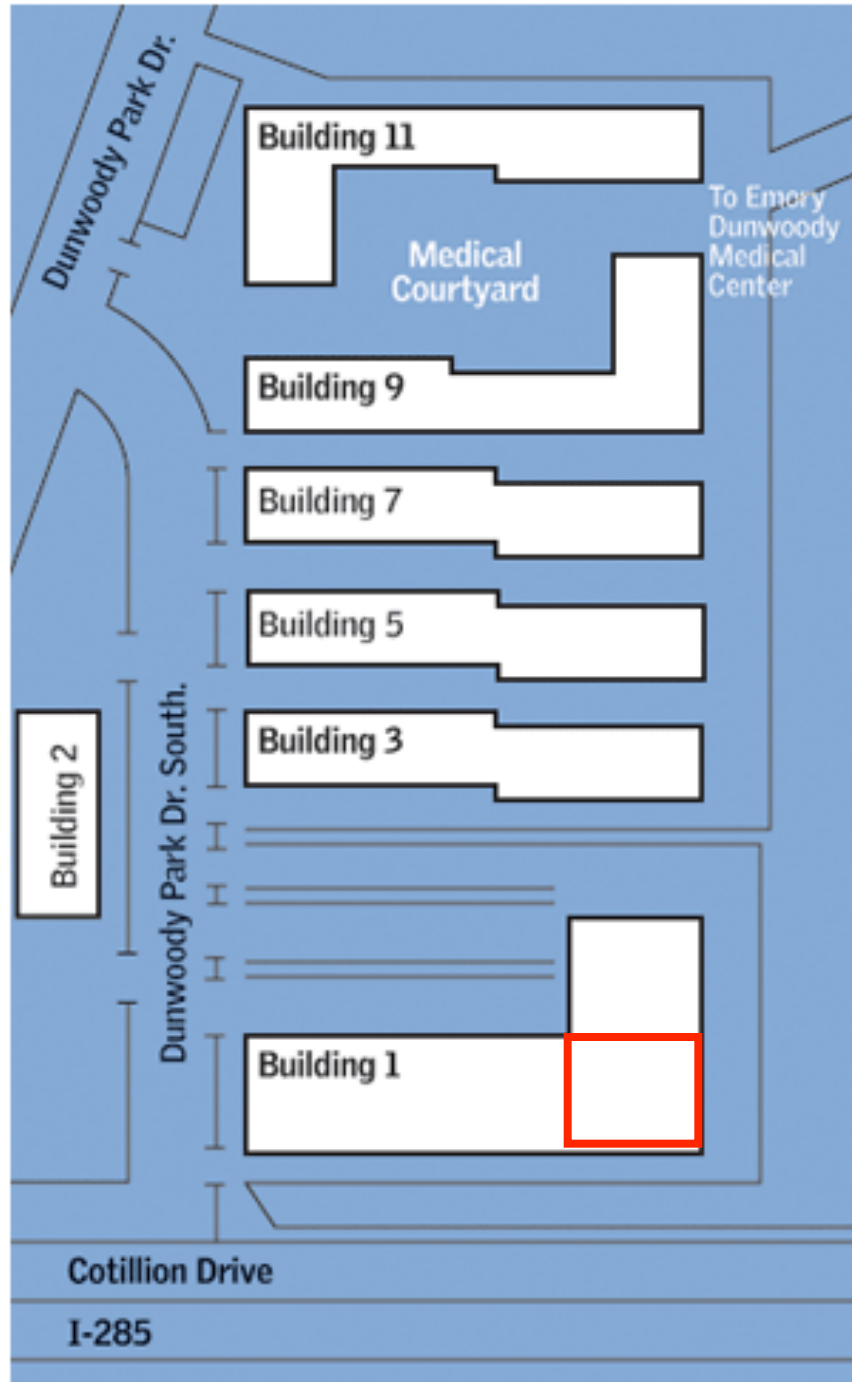 Dunwoody Park Dr.
Building 11
To Emory
Dunwoody
Medical
Center
Medical
Courtyard
Building 9
Building 7
Building 5
Building 3
Building 2
Dunwoody Park Dr. South.
Building 1
Cotillion Drive
I-285